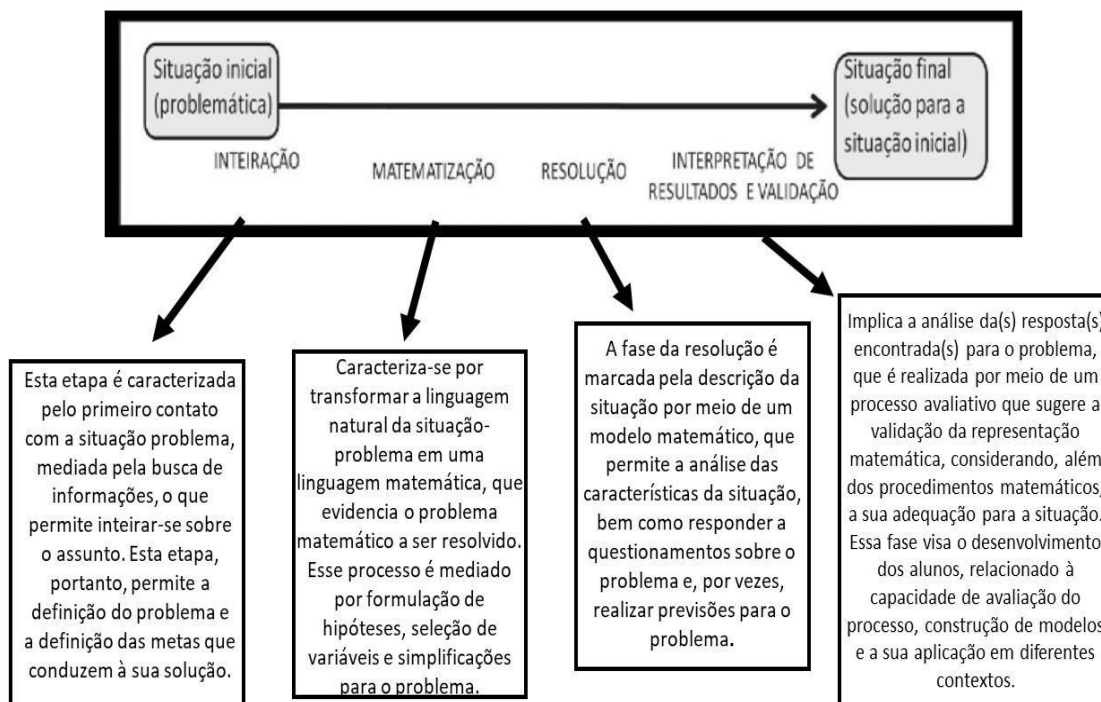 Situação inicial
(problemática)
Situação final
(solução para a
situação inicial)
INTEIRAÇÃO
MATEMATIZAÇÃO
RESOLUÇÃO
INTERPRETAÇÃO DE
RESULTADOS E VALIDAÇÃO
Esta etapa é caracterizada
pelo primeiro contato
com a situação problema,
mediada pela busca de
informações, o que
permite inteirar-se sobre
o assunto. Esta etapa,
portanto, permite a
definição do problema e
a definição das metas que
conduzem à sua solução.
Caracteriza-se por
transformar a linguagem
natural da situação-
problema em uma
linguagem matemática, que
evidencia o problema
matemático a ser resolvido.
Esse processo é mediado
por formulação de
hipóteses, seleção de
variáveis e simplificações
para o problema.
A fase da resolução é
marcada pela descrição da
situação por meio de um
modelo matemático, que
permite a análise das
características da situação,
bem como responder a
questionamentos sobre o
problema e, por vezes,
realizar previsões para o
problema.
Implica a análise da(s) resposta(s)
encontrada(s) para o problema,
que é realizada por meio de um
processo avaliativo que sugere a
validação da representação
matemática, considerando, além
dos procedimentos matemáticos,
a sua adequação para a situação.
Essa fase visa o desenvolvimento
dos alunos, relacionado à
capacidade de avaliação do
processo, construção de modelos
e a sua aplicação em diferentes
contextos.